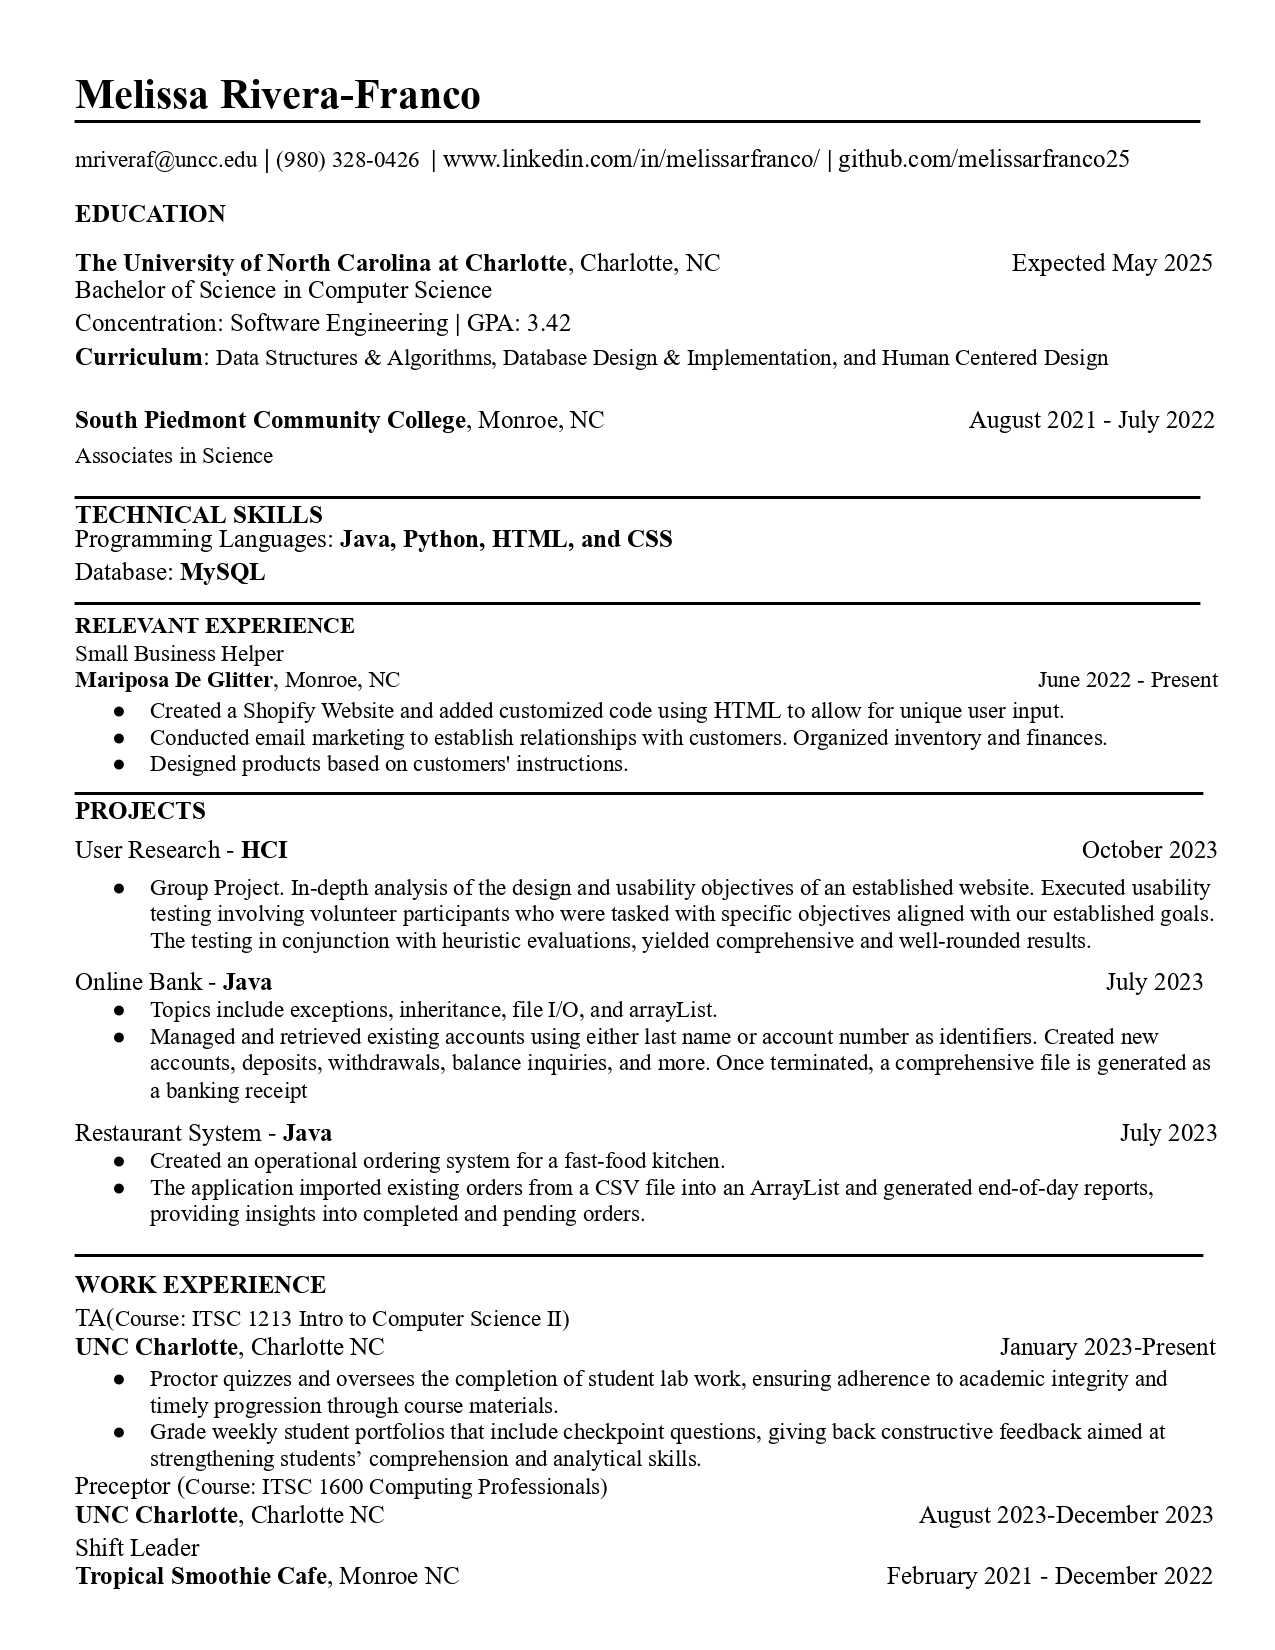 Melissa Rivera-Franco
mriveraf@uncc.edu | (980) 328-0426 | www.linkedin.com/in/melissarfranco/ | github.com/melissarfranco25
EDUCATION
The University of North Carolina at Charlotte, Charlotte, NC Expected May 2025
Bachelor of Science in Computer Science
Concentration: Software Engineering | GPA: 3.42
Curriculum: Data Structures & Algorithms, Database Design & Implementation, and Human Centered Design
South Piedmont Community College, Monroe, NC August 2021 - July 2022
Associates in Science
TECHNICAL SKILLS
Programming Languages: Java, Python, HTML, and CSS
Database: MySQL
RELEVANT EXPERIENCE
Small Business Helper
Mariposa De Glitter, Monroe, NC June 2022 - Present
● Created a Shopify Website and added customized code using HTML to allow for unique user input.
● Conducted email marketing to establish relationships with customers. Organized inventory and finances.
● Designed products based on customers' instructions.
PROJECTS
User Research - HCI October 2023
● Group Project. In-depth analysis of the design and usability objectives of an established website. Executed usability
testing involving volunteer participants who were tasked with specific objectives aligned with our established goals.
The testing in conjunction with heuristic evaluations, yielded comprehensive and well-rounded results.
Online Bank - Java July 2023
● Topics include exceptions, inheritance, file I/O, and arrayList.
● Managed and retrieved existing accounts using either last name or account number as identifiers. Created new
accounts, deposits, withdrawals, balance inquiries, and more. Once terminated, a comprehensive file is generated as
a banking receipt
Restaurant System - Java July 2023
● Created an operational ordering system for a fast-food kitchen.
● The application imported existing orders from a CSV file into an ArrayList and generated end-of-day reports,
providing insights into completed and pending orders.
WORK EXPERIENCE
TA(Course: ITSC 1213 Intro to Computer Science II)
UNC Charlotte, Charlotte NC January 2023-Present
● Proctor quizzes and oversees the completion of student lab work, ensuring adherence to academic integrity and
timely progression through course materials.
● Grade weekly student portfolios that include checkpoint questions, giving back constructive feedback aimed at
strengthening students’ comprehension and analytical skills.
Preceptor (Course: ITSC 1600 Computing Professionals)
UNC Charlotte, Charlotte NC August 2023-December 2023
Shift Leader
Tropical Smoothie Cafe, Monroe NC February 2021 - December 2022